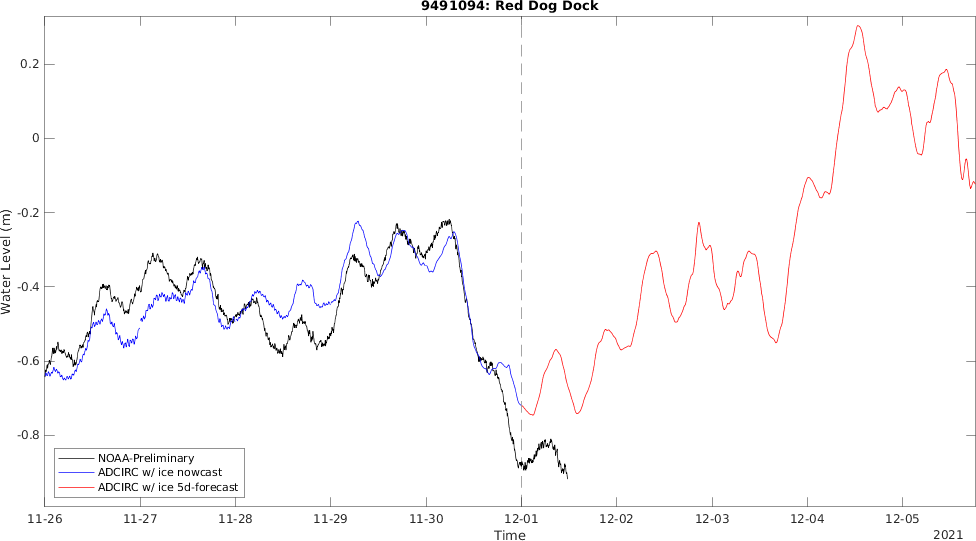 9491094: Red Dog Dock
Water Level (m)
0.2
0
-0.2
-0.4
-0.6
-0.8
NOAA-Preliminary
ADCIRC w/ ice nowcast
ADCIRC w/ ice 5d-forecast
11-26 11-27 11-28 11-29 11-30 12-01 12-02 12-03 12-04 12-05
Time
2021